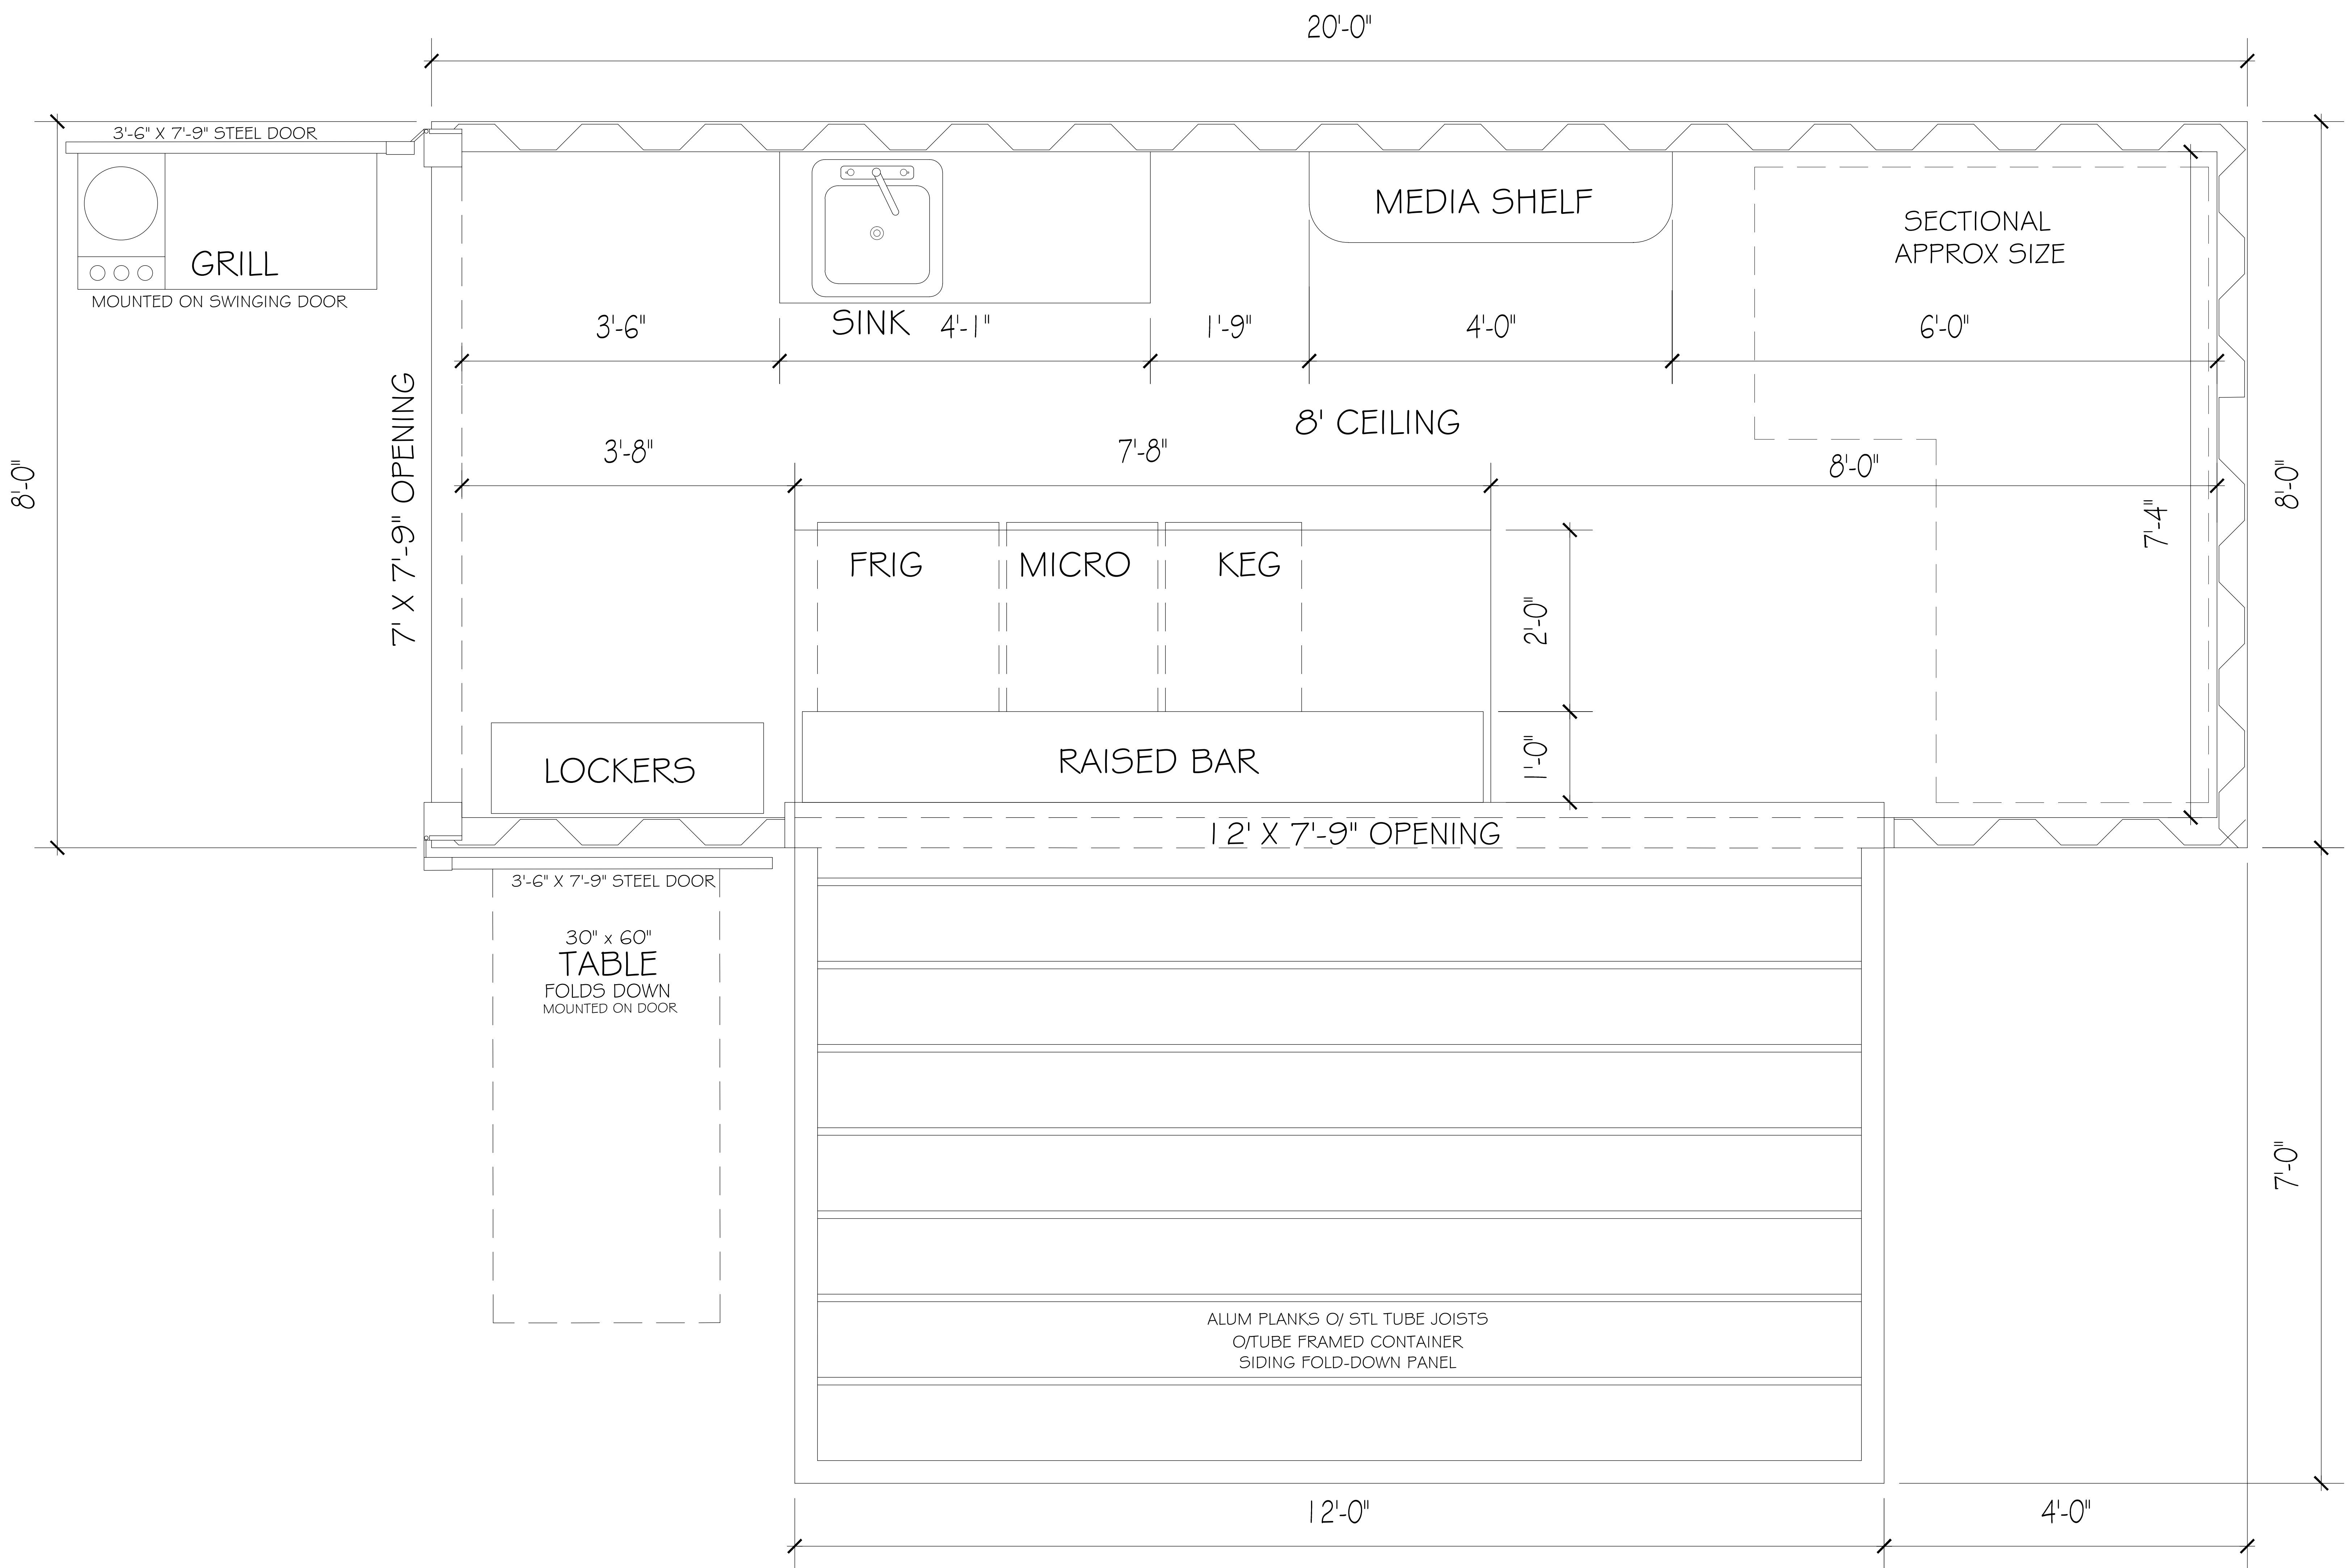 20'-0"
3'-6" X 7'-9" STEEL DOOR
GRILL
MOUNTED ON SWINGING DOOR
MEDIA SHELF
SECTIONAL
APPROX SIZE
SINK
3'-6"
4'-1"
1'-9"
4'-0"
6'-0"
8' CEILING
3'-8"
7'-8"
8'-0"
8'-0"
7' X 7'-9" OPENING
7'-4"
8'-0"
FRIG
MICRO
KEG
2'-0"
LOCKERS
RAISED BAR
1'-0"
12' X 7'-9" OPENING
3'-6" X 7'-9" STEEL DOOR
30" x 60"
TABLE
FOLDS DOWN
MOUNTED ON DOOR
7'-0"
ALUM PLANKS O/ STL TUBE JOISTS
O/TUBE FRAMED CONTAINER
SIDING FOLD-DOWN PANEL
12'-0"
4'-0"